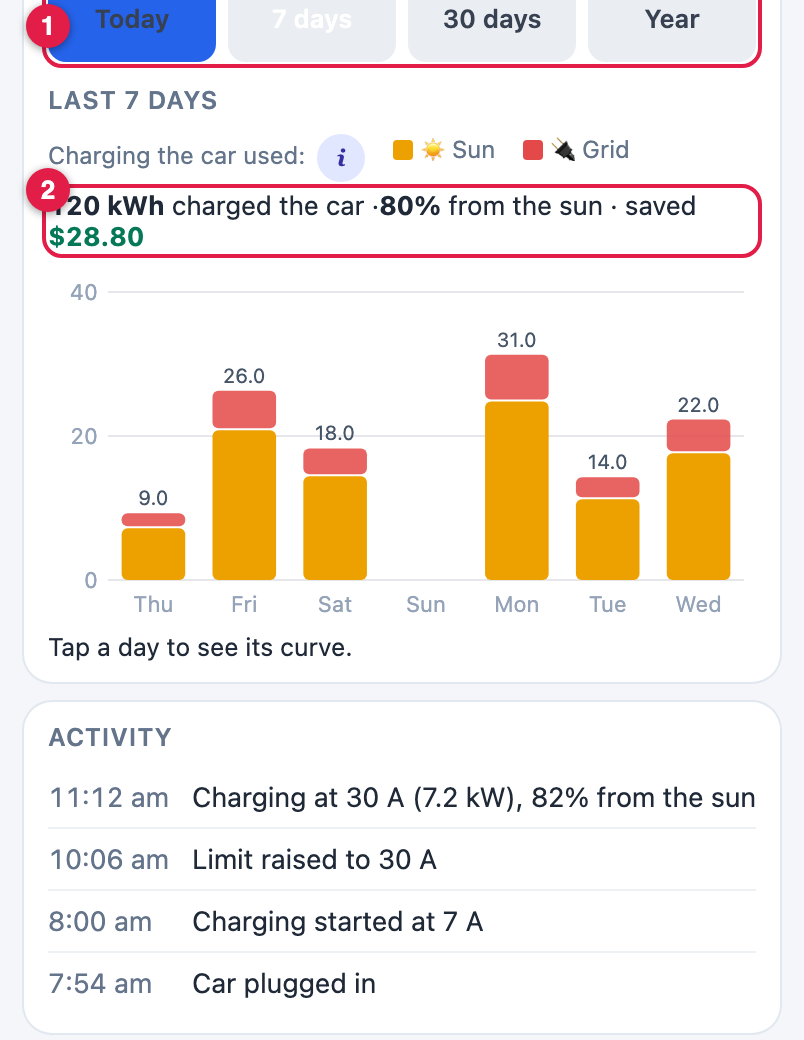 1
Today 7 days 30 days Year
LAST 7 DAYS
Charging the car used: i ☀️ Sun 🔌 Grid
2
120 kWh charged the car ·80% from the sun · saved
$28.80
40
31.0
26.0
22.0
20
18.0
14.0
9.0
0
Thu Fri Sat Sun Mon Tue Wed
Tap a day to see its curve.
ACTIVITY
11:12 am Charging at 30 A (7.2 kW), 82% from the sun
10:06 am Limit raised to 30 A
8:00 am Charging started at 7 A
7:54 am Car plugged in